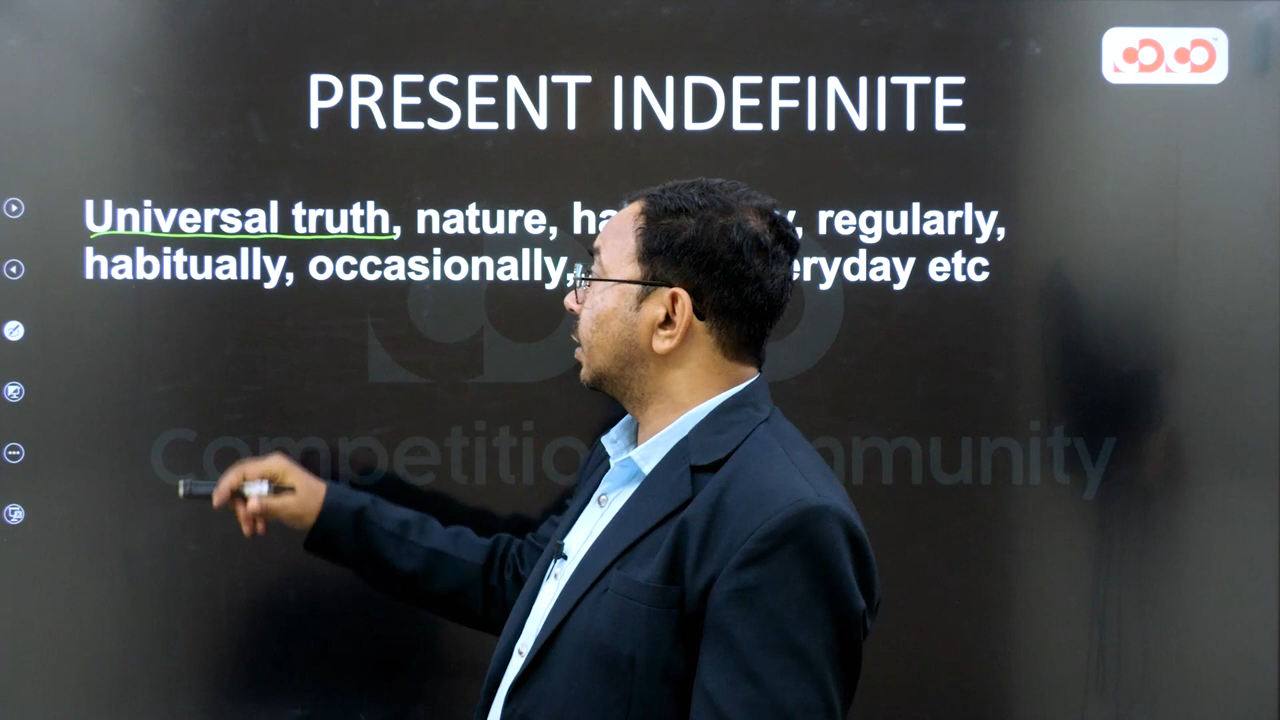 PRESENT INDEFINITE
Universal truth, nature, regularly,
habitually, occasionally, etc